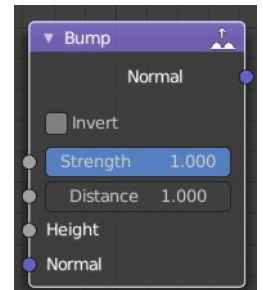 Bump
Normal
Invert
Strength 1.000
Distance 1.000
Height
Normal